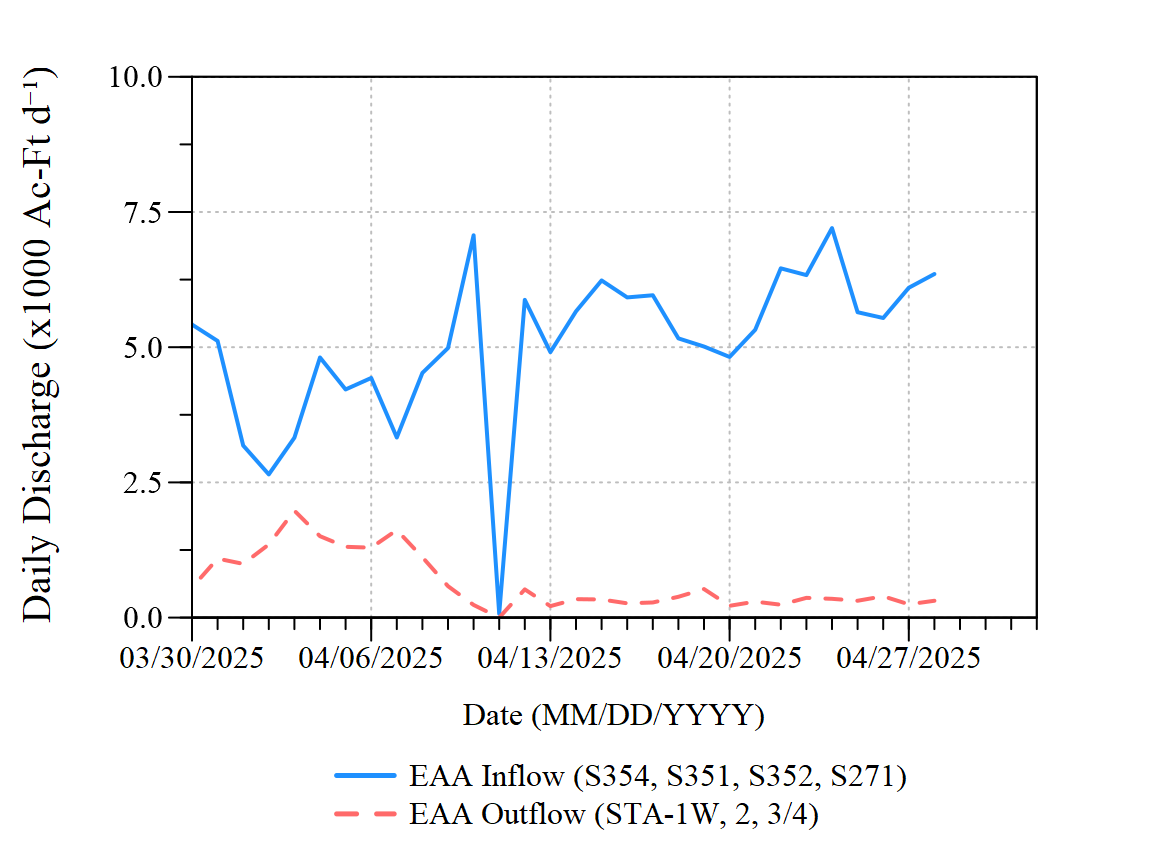 Daily Discharge (x1000 Ac-Ft d⁻¹)
10.0
7.5
5.0
2.5
0.0
03/30/2025 04/06/2025 04/13/2025 04/20/2025 04/27/2025
Date (MM/DD/YYYY)
EAA Inflow (S354, S351, S352, S271)
EAA Outflow (STA-1W, 2, 3/4)